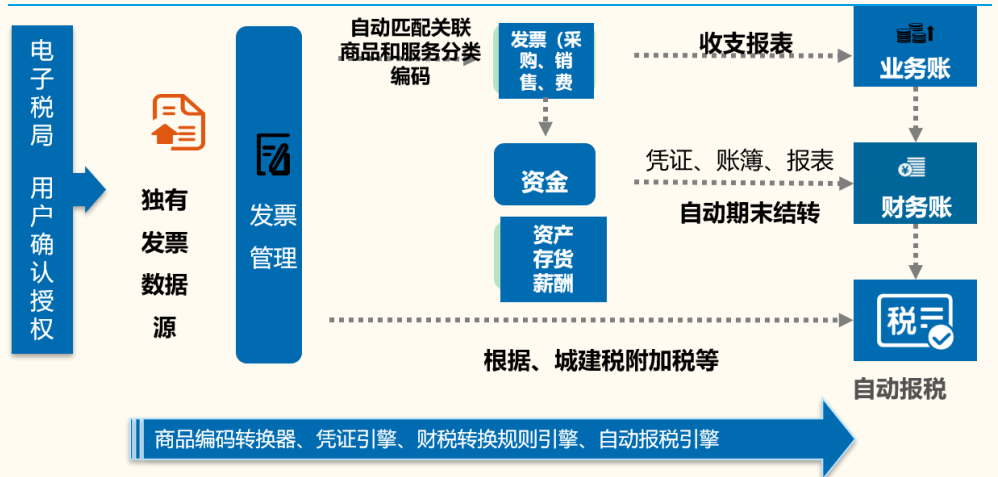 电子税局 用户确认授权
独有
发票
数据
源
发票
管理
自动匹配关联
商品和服务分类
编码
发票（采
购、销
售、费
收支报表
业务账
资金
凭证、账簿、报表
自动期末结转
财务账
资产
存货
薪酬
税
根据、城建税附加税等
自动报税
商品编码转换器、凭证引擎、财税转换规则引擎、自动报税引擎